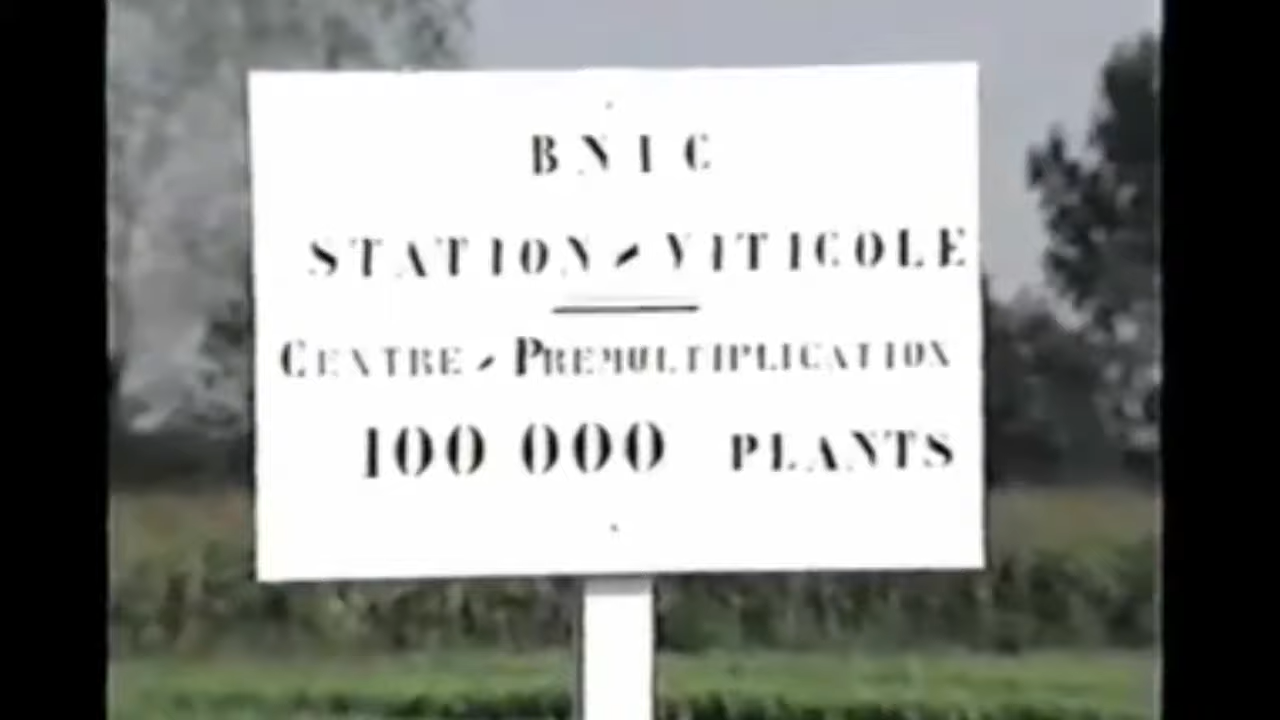 BNIC
STATION-VITICOLE
CENTRE-PREMULTIPLICATION
100 000 PLANTS